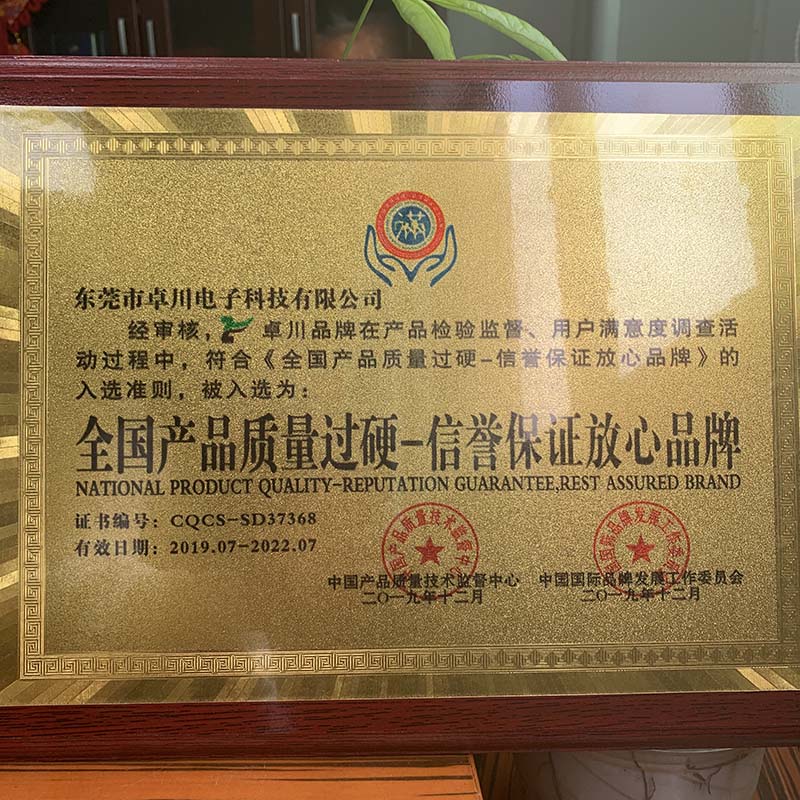 东莞市卓川电子科技有限公司
经审核，卓川品牌在产品检验监督、用户满意度调查活
动过程中，符合《全国产品质量过硬-信誉保证放心品牌》的
入选准则，被入选为：
全国产品质量过硬-信誉保证放心品牌
NATIONAL PRODUCT QUALITY-REPUTATION GUARANTEE,REST ASSURED BRAND
证书编号：CQCS-SD37368
有效日期：2019.07-2022.07
中国产品质量技术监督中心 中国国际品牌发展工作委员会
二〇一九年十二月 二〇一九年十二月